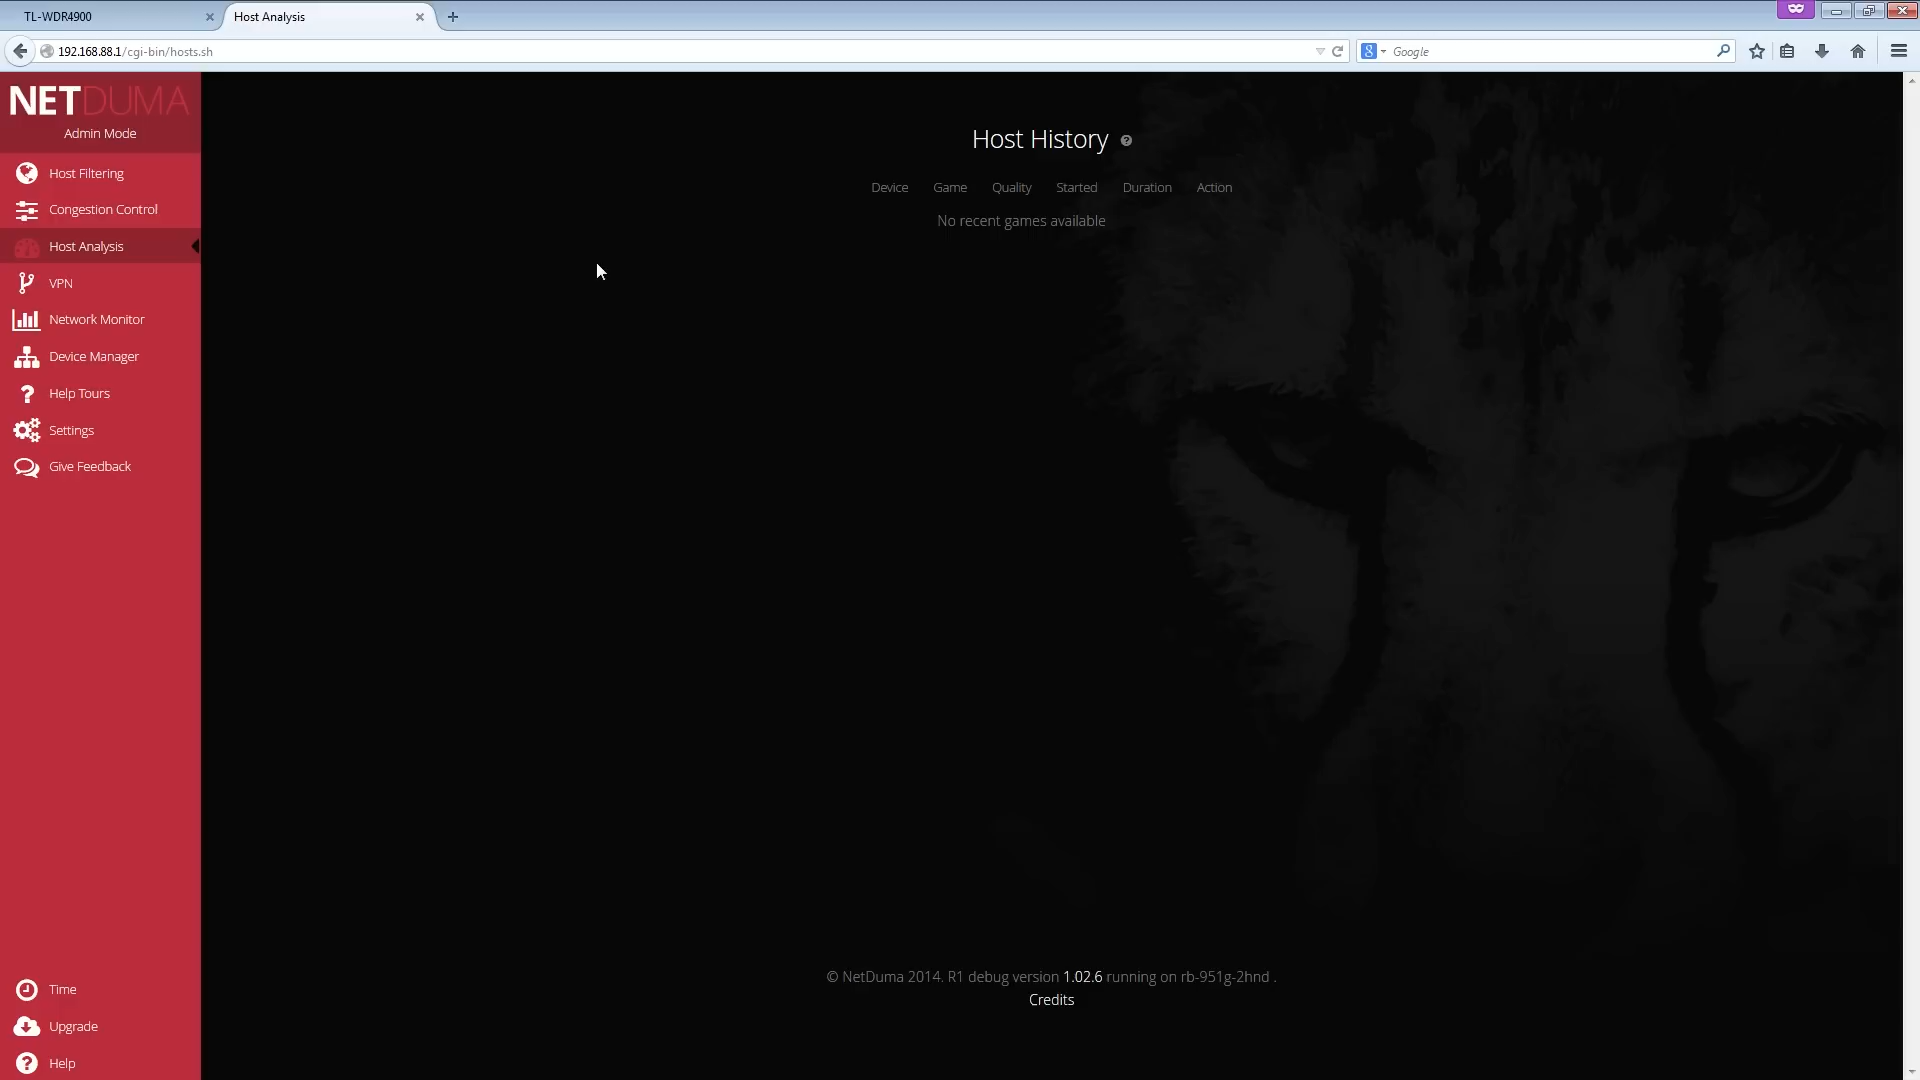 TL-WDR4900
Host Analysis
192.168.88.1/cgi-bin/hosts.sh
Google
NETDUMA
Admin Mode
Host Filtering
Congestion Control
Host Analysis
VPN
Network Monitor
Device Manager
Help Tours
Settings
Give Feedback
Time
Upgrade
Help
Host History
Device Game Quality Started Duration Action
No recent games available
© NetDuma 2014. R1 debug version 1.02.6 running on rb-951g-2hnd .
Credits